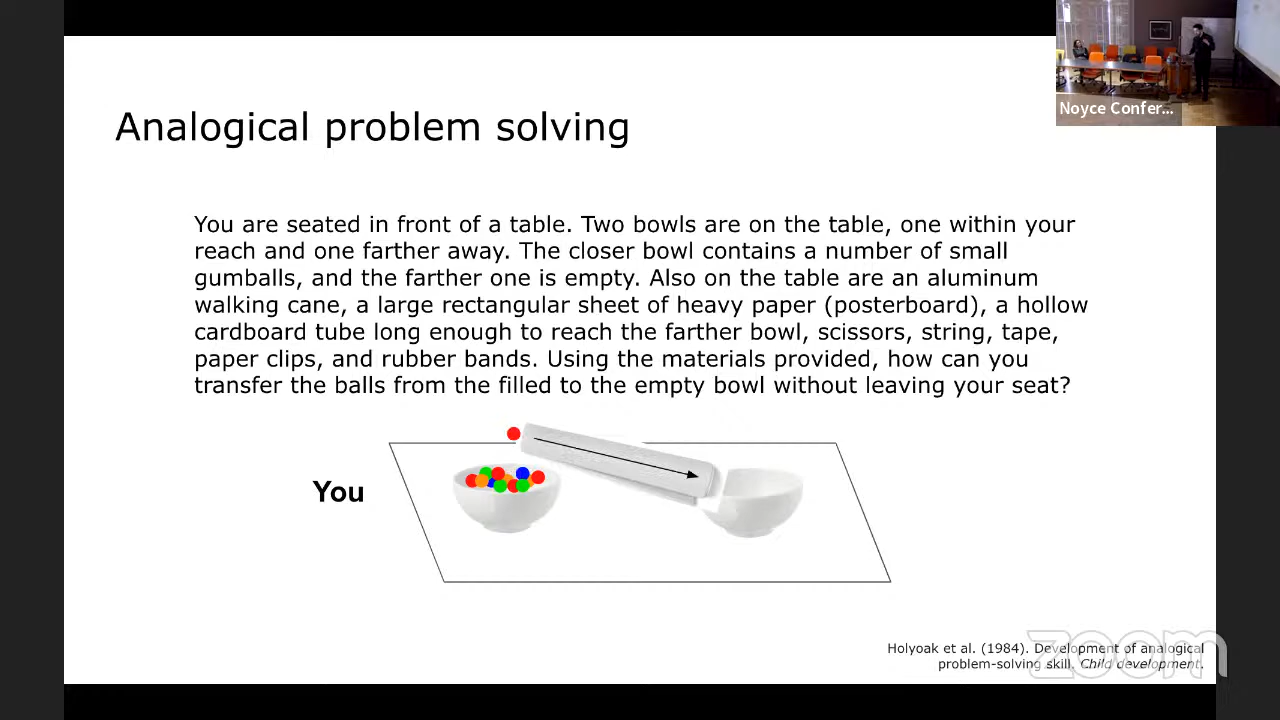 Noyce Confer...
Analogical problem solving
You are seated in front of a table. Two bowls are on the table, one within your
reach and one farther away. The closer bowl contains a number of small
gumballs, and the farther one is empty. Also on the table are an aluminum
walking cane, a large rectangular sheet of heavy paper (posterboard), a hollow
cardboard tube long enough to reach the farther bowl, scissors, string, tape,
paper clips, and rubber bands. Using the materials provided, how can you
transfer the balls from the filled to the empty bowl without leaving your seat?
You
Holyoak et al. (1984). Development of analogical
problem-solving skill. Child development.
zoom